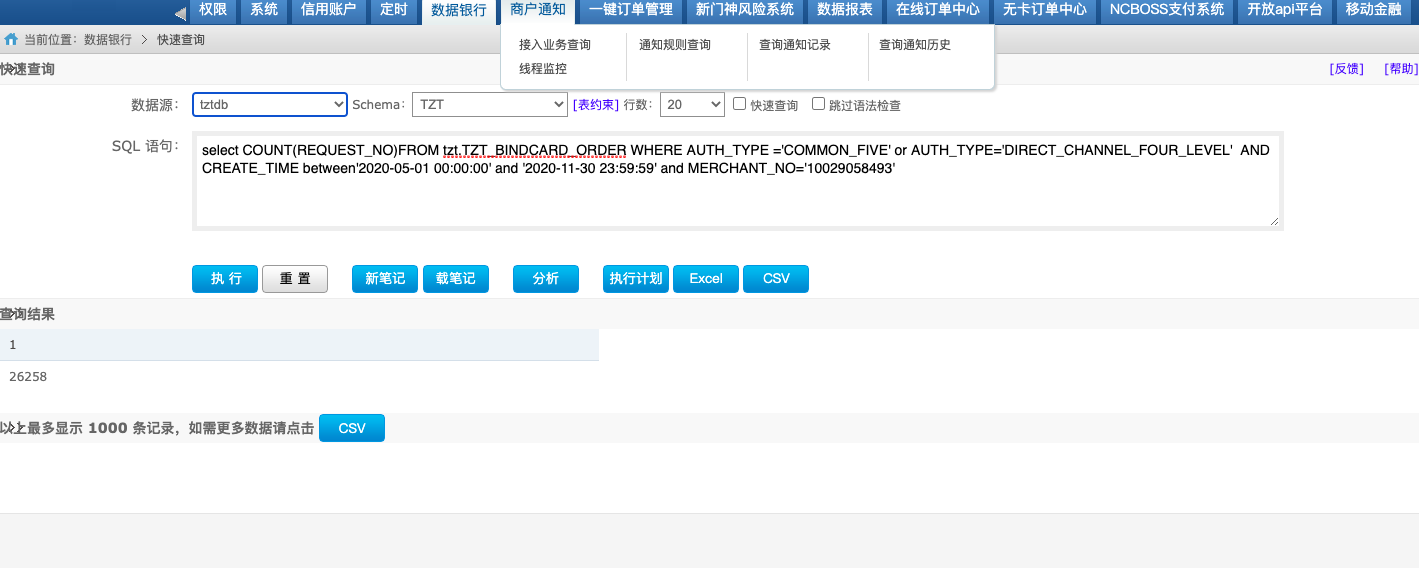 权限 系统 信用账户 定时 数据银行 商户通知 一键订单管理 新门神风险系统 数据报表 在线订单中心 无卡订单中心 NCBOSS支付系统 开放api平台 移动金融
当前位置: 数据银行 > 快速查询
接入业务查询 通知规则查询 查询通知记录 查询通知历史
线程监控
快速查询 [反馈] [帮助]
数据源: tztdb Schema: TZT [表约束] 行数: 20 快速查询 跳过语法检查
SQL 语句:
select COUNT(REQUEST_NO)FROM tzt.TZT_BINDCARD_ORDER WHERE AUTH_TYPE ='COMMON_FIVE' or AUTH_TYPE='DIRECT_CHANNEL_FOUR_LEVEL' AND
CREATE_TIME between'2020-05-01 00:00:00' and '2020-11-30 23:59:59' and MERCHANT_NO='10029058493'
执 行 重 置 新笔记 载笔记 分析 执行计划 Excel CSV
查询结果
1
26258
以上最多显示 1000 条记录，如需更多数据请点击 CSV